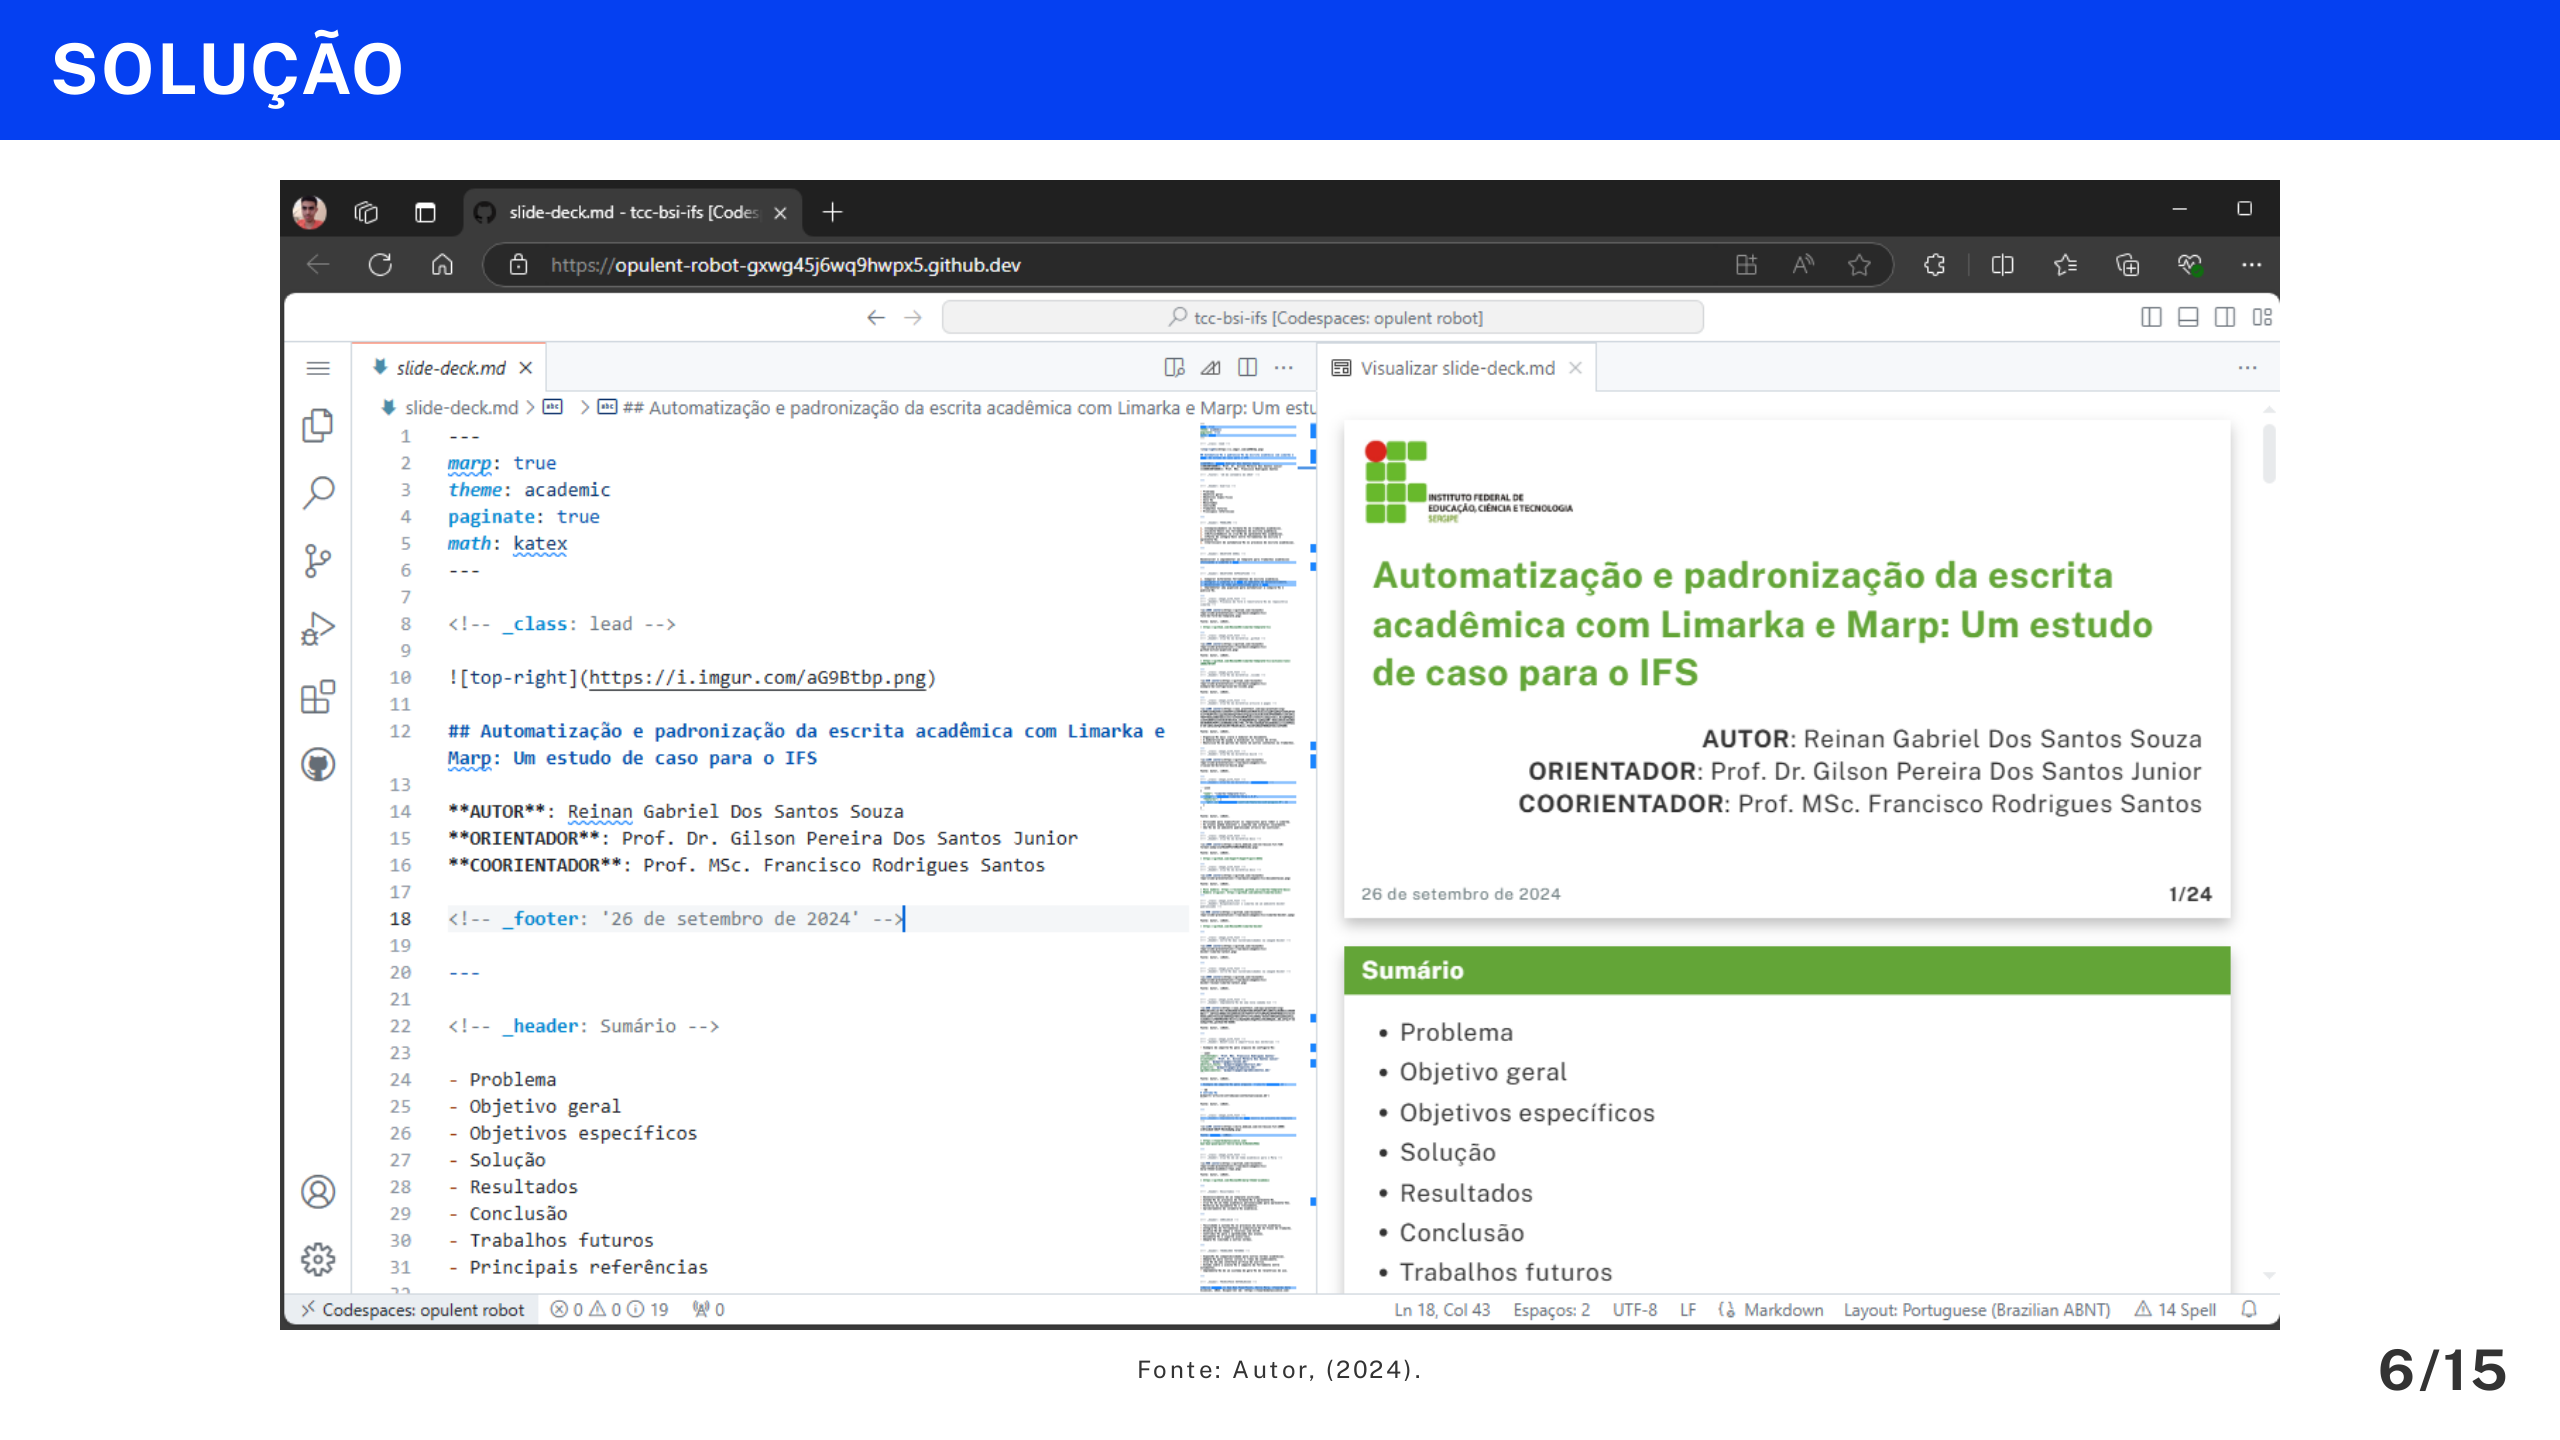 SOLUÇÃO
slide-deck.md - tcc-bsi-ifs [Codes
https://opulent-robot-gxwg45j6wq9hwpx5.github.dev
tcc-bsi-ifs [Codespaces: opulent robot]
slide-deck.md
Visualizar slide-deck.md
slide-deck.md > abc > abc ## Automatização e padronização da escrita acadêmica com Limarka e Marp: Um estu
1 ---
2 marp: true
3 theme: academic
4 paginate: true
5 math: katex
6 ---
7
8 <!-- _class: lead -->
9
10 ![top-right](https://i.imgur.com/aG9Btbp.png)
11
12 ## Automatização e padronização da escrita acadêmica com Limarka e
Marp: Um estudo de caso para o IFS
13
14 **AUTOR**: Reinan Gabriel Dos Santos Souza
15 **ORIENTADOR**: Prof. Dr. Gilson Pereira Dos Santos Junior
16 **COORIENTADOR**: Prof. MSc. Francisco Rodrigues Santos
17
18 <!-- _footer: '26 de setembro de 2024' -->
19
20 ---
21
22 <!-- _header: Sumário -->
23
24 - Problema
25 - Objetivo geral
26 - Objetivos específicos
27 - Solução
28 - Resultados
29 - Conclusão
30 - Trabalhos futuros
31 - Principais referências
INSTITUTO FEDERAL DE
EDUCAÇÃO, CIÊNCIA E TECNOLOGIA
SERGIPE
Automatização e padronização da escrita
acadêmica com Limarka e Marp: Um estudo
de caso para o IFS
AUTOR: Reinan Gabriel Dos Santos Souza
ORIENTADOR: Prof. Dr. Gilson Pereira Dos Santos Junior
COORIENTADOR: Prof. MSc. Francisco Rodrigues Santos
26 de setembro de 2024
1/24
Sumário
• Problema
• Objetivo geral
• Objetivos específicos
• Solução
• Resultados
• Conclusão
• Trabalhos futuros
Codespaces: opulent robot 0 0 19 0
Ln 18, Col 43 Espaços: 2 UTF-8 LF Markdown Layout: Portuguese (Brazilian ABNT) 14 Spell
Fonte: Autor, (2024).
6/15